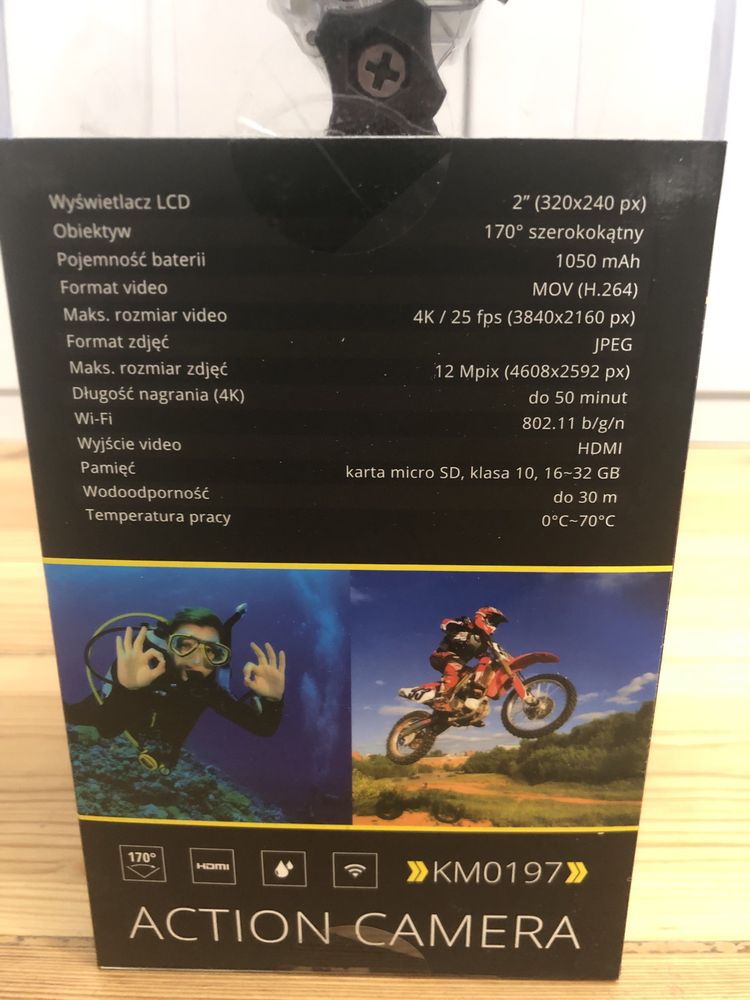 Wyświetlacz LCD 2” (320x240 px)
Obiektyw 170° szerokokątny
Pojemność baterii 1050 mAh
Format video MOV (H.264)
Maks. rozmiar video 4K / 25 fps (3840x2160 px)
Format zdjęć JPEG
Maks. rozmiar zdjęć 12 Mpix (4608x2592 px)
Długość nagrania (4K) do 50 minut
Wi-Fi 802.11 b/g/n
Wyjście video HDMI
Pamięć karta micro SD, klasa 10, 16~32 GB
Wodoodporność do 30 m
Temperatura pracy 0°C~70°C
170° HDMI KM0197
ACTION CAMERA